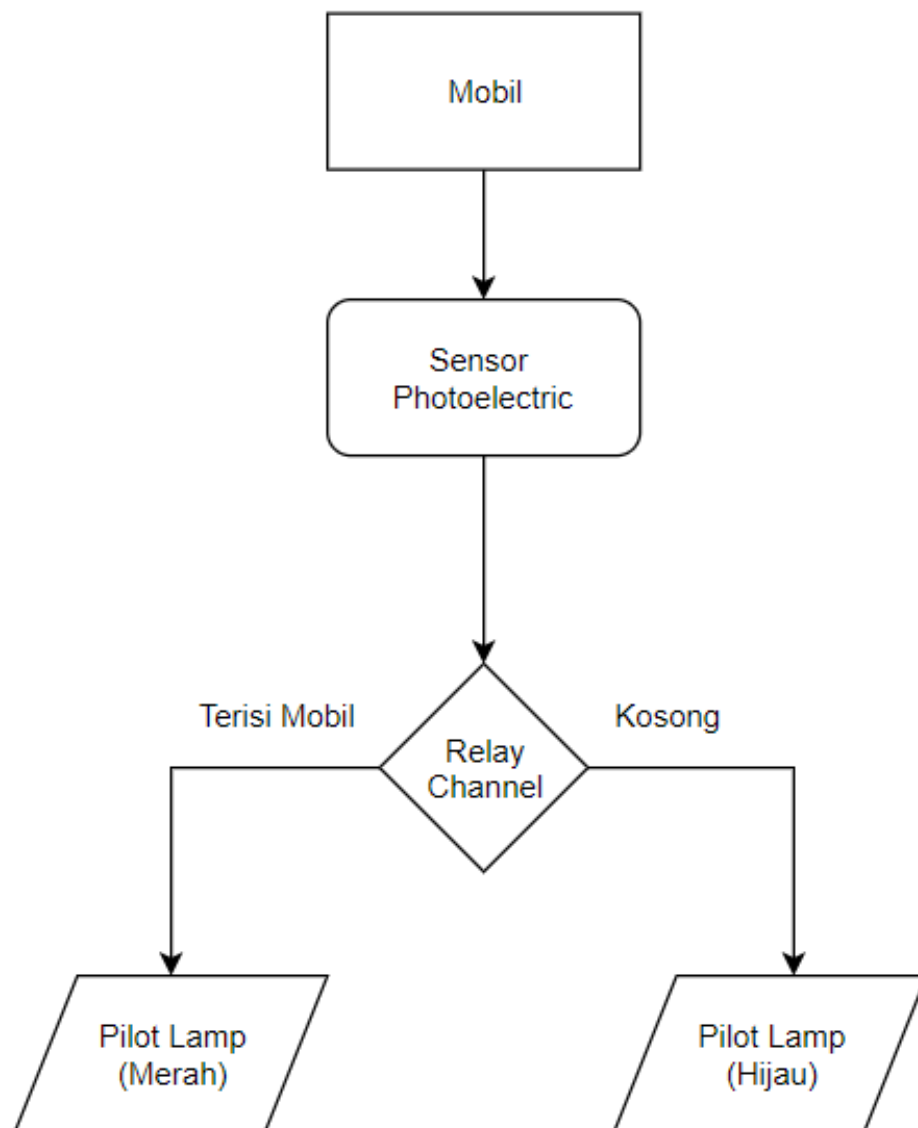 Mobil
Sensor
Photoelectric
Terisi Mobil
Kosong
Relay
Channel
Pilot Lamp
(Merah)
Pilot Lamp
(Hijau)